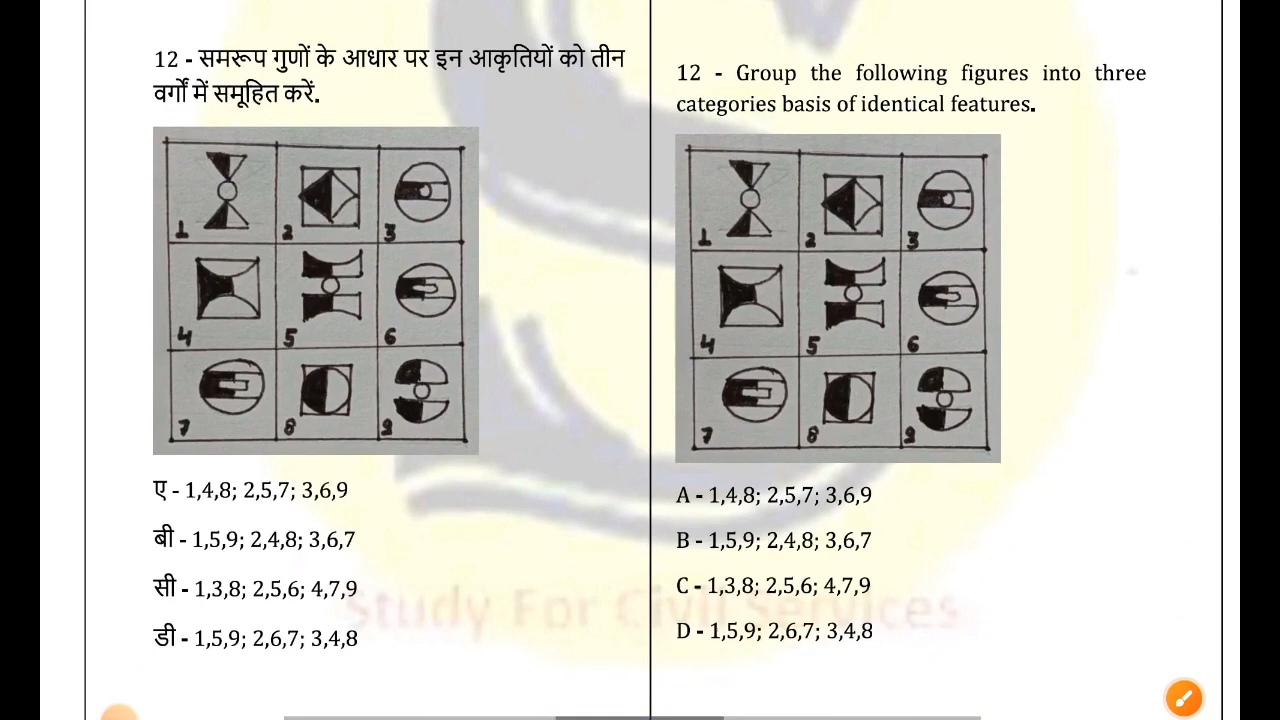 12 - समरूप गुणों के आधार पर इन आकृतियों को तीन
वर्गों में समूहित करें.
1 2 3
4 5 6
7 8 9
ए - 1,4,8; 2,5,7; 3,6,9
बी - 1,5,9; 2,4,8; 3,6,7
सी - 1,3,8; 2,5,6; 4,7,9
डी - 1,5,9; 2,6,7; 3,4,8
12 - Group the following figures into three
categories basis of identical features.
1 2 3
4 5 6
7 8 9
A - 1,4,8; 2,5,7; 3,6,9
B - 1,5,9; 2,4,8; 3,6,7
C - 1,3,8; 2,5,6; 4,7,9
D - 1,5,9; 2,6,7; 3,4,8
Study For Civil Services